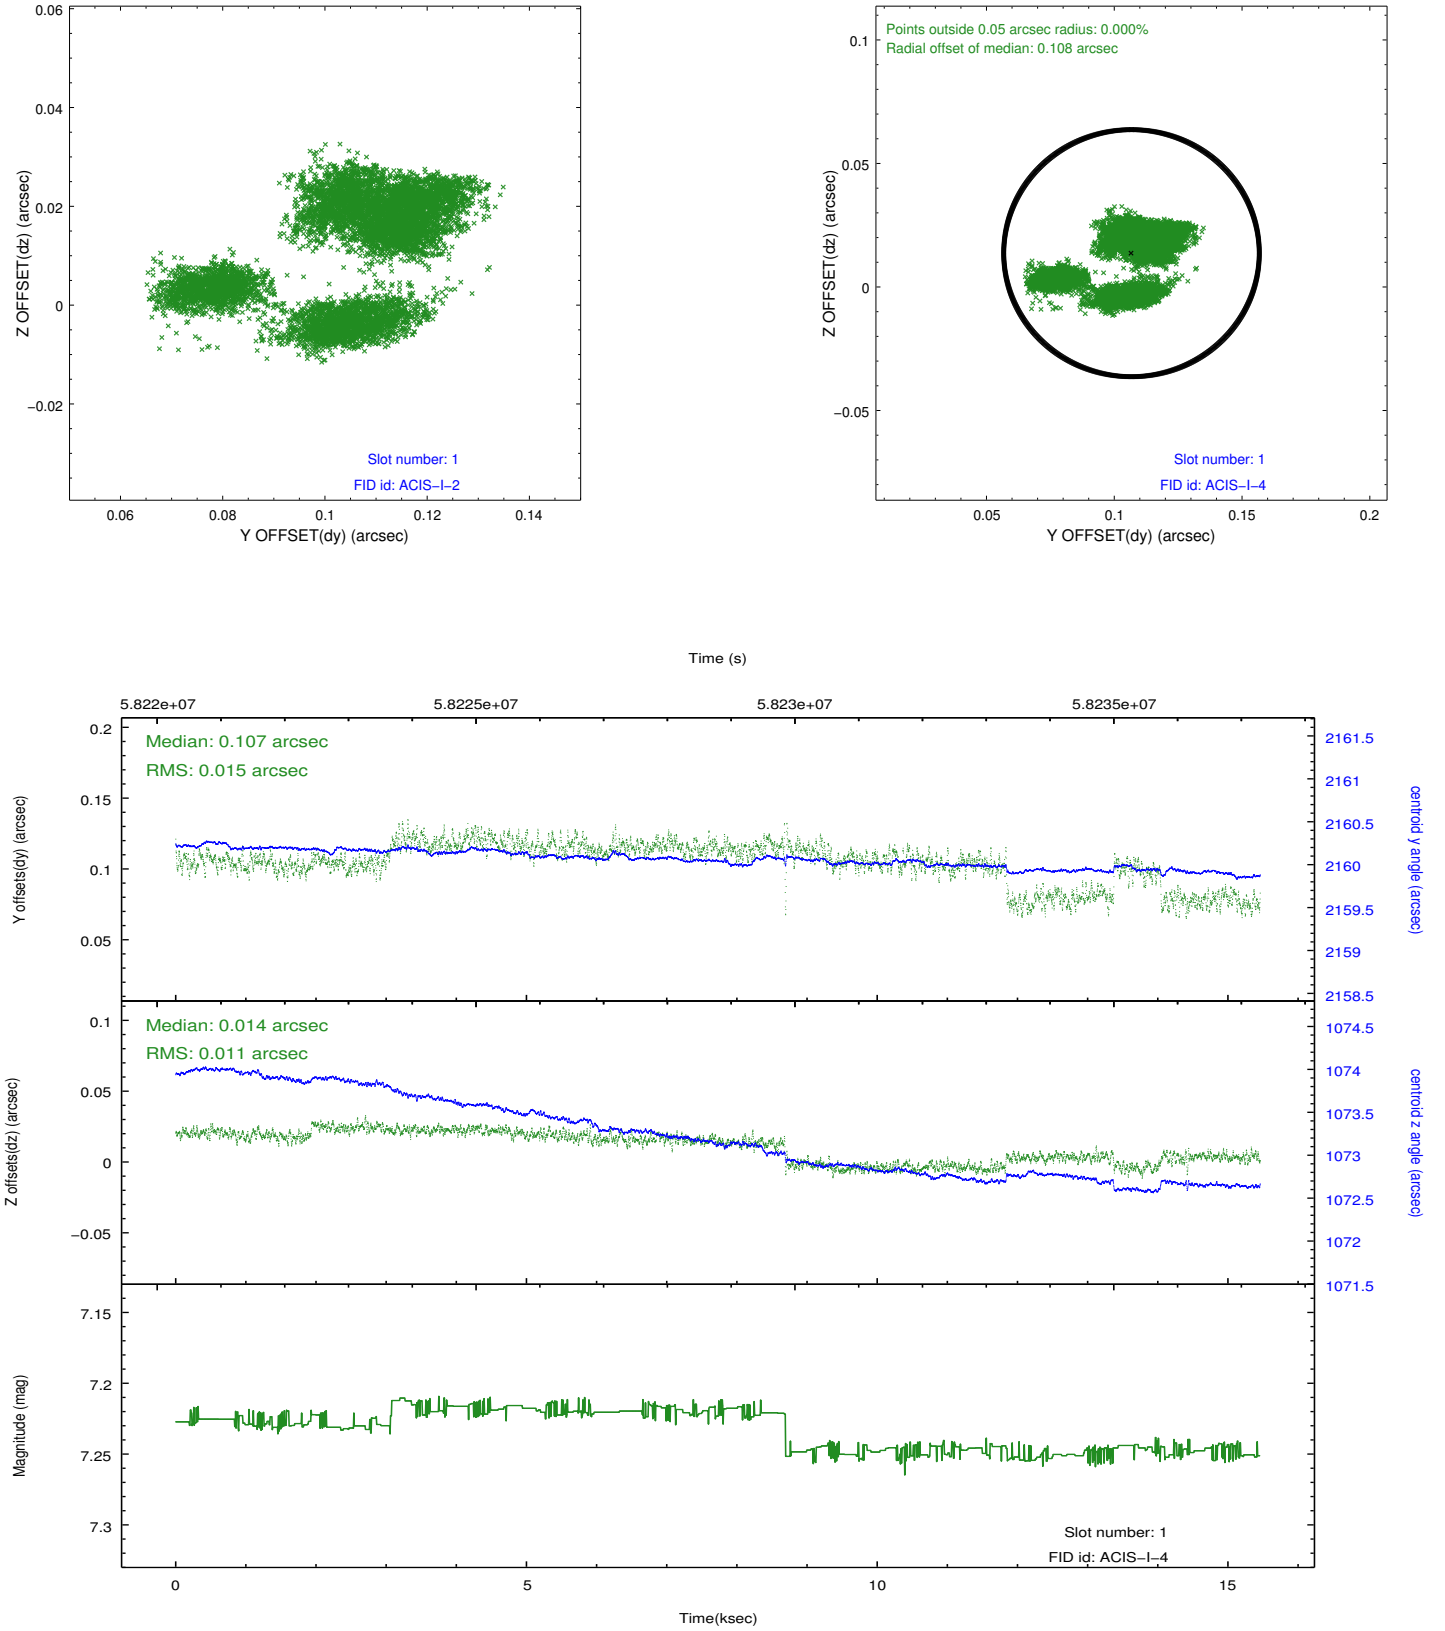 0.06
0.04
0.02
0
−0.02
Z OFFSET(dz) (arcsec)
Slot number: 1
FID id: ACIS−I−2
0.06
0.08
0.1
0.12
0.14
Y OFFSET(dy) (arcsec)
Points outside 0.05 arcsec radius: 0.000%
Radial offset of median: 0.108 arcsec
0.1
0.05
0
−0.05
Z OFFSET(dz) (arcsec)
Slot number: 1
FID id: ACIS−I−4
0.05
0.1
0.15
0.2
Y OFFSET(dy) (arcsec)
Time (s)
5.822e+07
5.8225e+07
5.823e+07
5.8235e+07
Median: 0.107 arcsec
RMS: 0.015 arcsec
0.2
0.15
0.1
0.05
Y offsets(dy) (arcsec)
2161.5
2161
2160.5
2160
2159.5
2159
2158.5
centroid y angle (arcsec)
Median: 0.014 arcsec
RMS: 0.011 arcsec
0.1
0.05
0
−0.05
Z offsets(dz) (arcsec)
1074.5
1074
1073.5
1073
1072.5
1072
1071.5
centroid z angle (arcsec)
7.15
7.2
7.25
7.3
Magnitude (mag)
Slot number: 1
FID id: ACIS−I−4
0
5
10
15
Time(ksec)